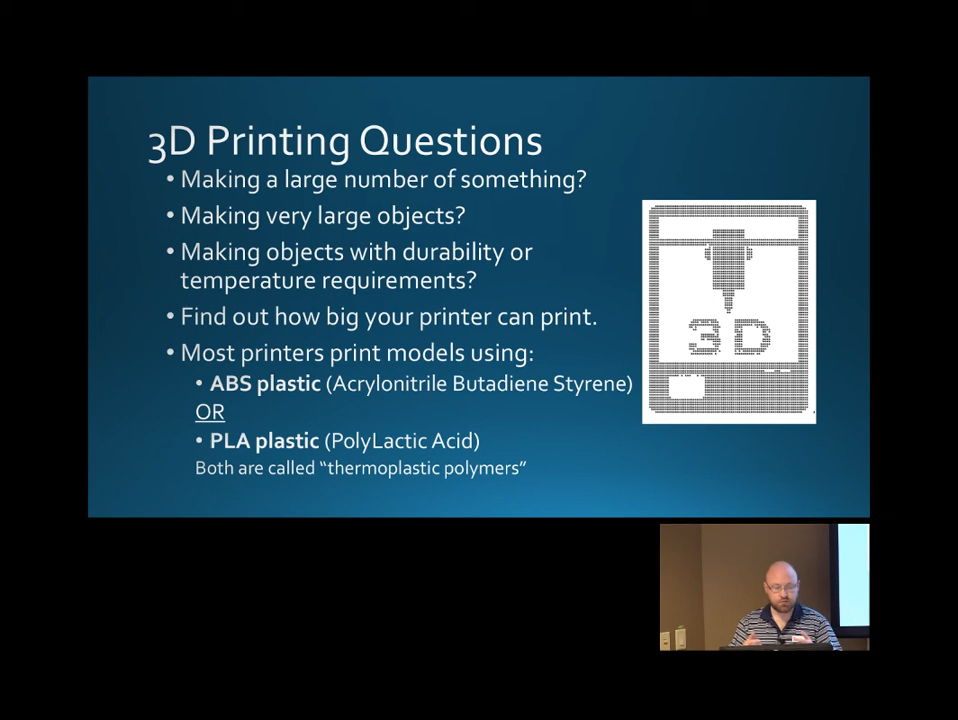 3D Printing Questions
• Making a large number of something?
• Making very large objects?
• Making objects with durability or
temperature requirements?
• Find out how big your printer can print.
• Most printers print models using:
• ABS plastic (Acrylonitrile Butadiene Styrene)
OR
• PLA plastic (PolyLactic Acid)
Both are called “thermoplastic polymers”
3D